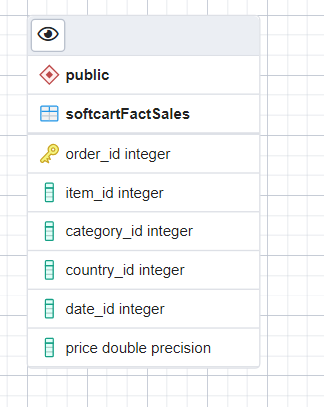 public
softcartFactSales
order_id integer
item_id integer
category_id integer
country_id integer
date_id integer
price double precision